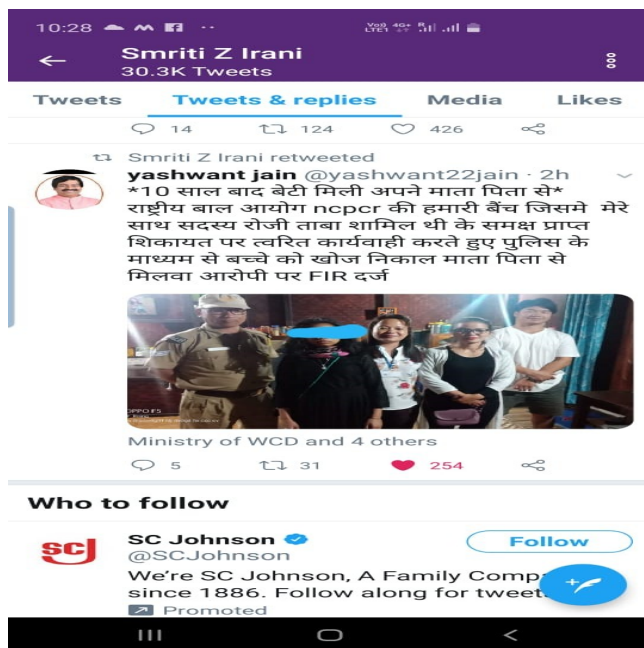 10:28
Smriti Z Irani
30.3K Tweets
Tweets Tweets & replies Media Likes
14 124 426
Smriti Z Irani retweeted
yashwant jain @yashwant22jain · 2h
*10 साल बाद बेटी मिली अपने माता पिता से*
राष्ट्रीय बाल आयोग ncpcr की हमारी बैंच जिसमे मेरे
साथ सदस्य रोजी ताबा शामिल थी के समक्ष प्राप्त
शिकायत पर त्वरित कार्यवाही करते हुए पुलिस के
माध्यम से बच्चे को खोज निकाल माता पिता से
मिलवा आरोपी पर FIR दर्ज
OPPO F5
Ministry of WCD and 4 others
5 31 254
Who to follow
SC Johnson
Follow
@SCJohnson
We're SC Johnson, A Family
since 1886. Follow along for
Promoted